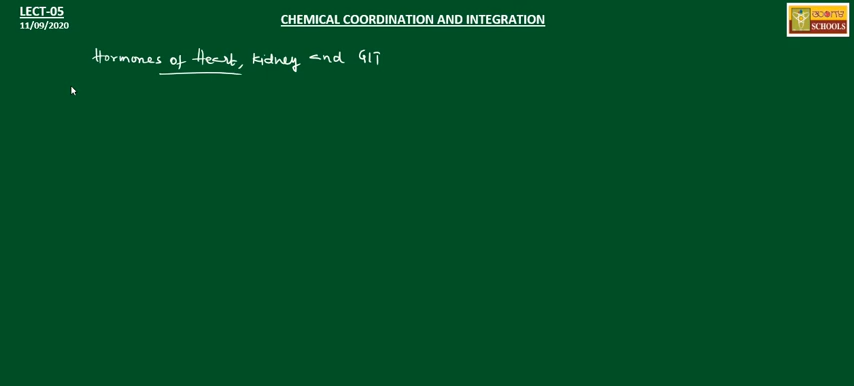 LECT-05
11/09/2020
CHEMICAL COORDINATION AND INTEGRATION
SCHOOLS
Hormones of Heart, Kidney and GIT